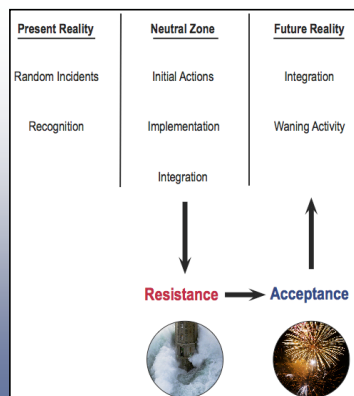 Present Reality Neutral Zone Future Reality
Random Incidents Initial Actions Integration
Recognition Implementation Waning Activity
Integration
Resistance Acceptance